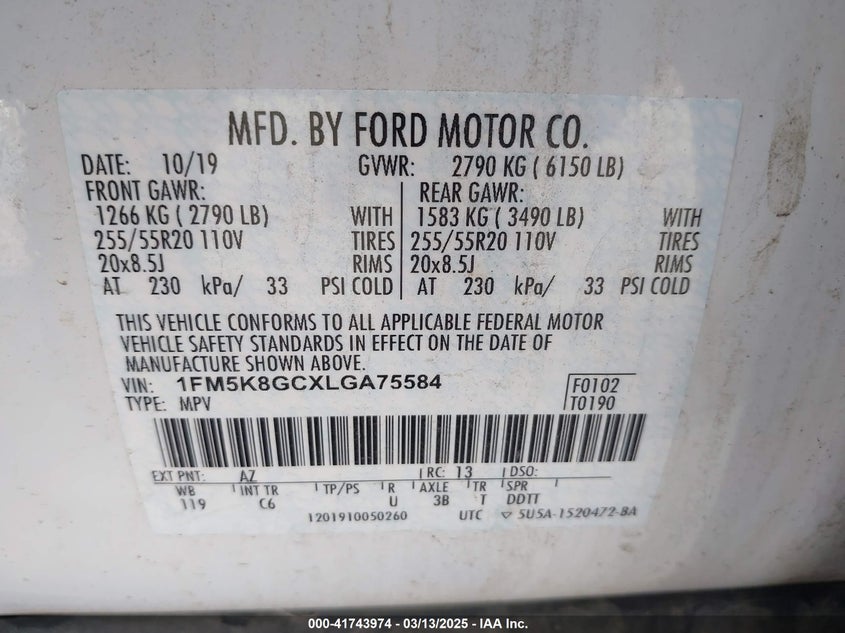 MFD. BY FORD MOTOR CO.
DATE: 10/19 GVWR: 2790 KG ( 6150 LB)
FRONT GAWR: REAR GAWR:
1266 KG ( 2790 LB) WITH 1583 KG ( 3490 LB) WITH
255/55R20 110V TIRES 255/55R20 110V TIRES
20x8.5J RIMS 20x8.5J RIMS
AT 230 kPa/ 33 PSI COLD AT 230 kPa/ 33 PSI COLD
THIS VEHICLE CONFORMS TO ALL APPLICABLE FEDERAL MOTOR
VEHICLE SAFETY STANDARDS IN EFFECT ON THE DATE OF
MANUFACTURE SHOWN ABOVE.
VIN: 1FM5K8GCXLGA75584 F0102
TYPE: MPV T0190
EXT PNT: AZ RC: 13 DSO:
WB INT TR TP/PS R AXLE TR SPR
119 C6 U 3B T DDTT
1201910050260 UTC ▽ 5U5A-1520472-BA
000-41743974 / 03/13/2025 — IAA Inc.